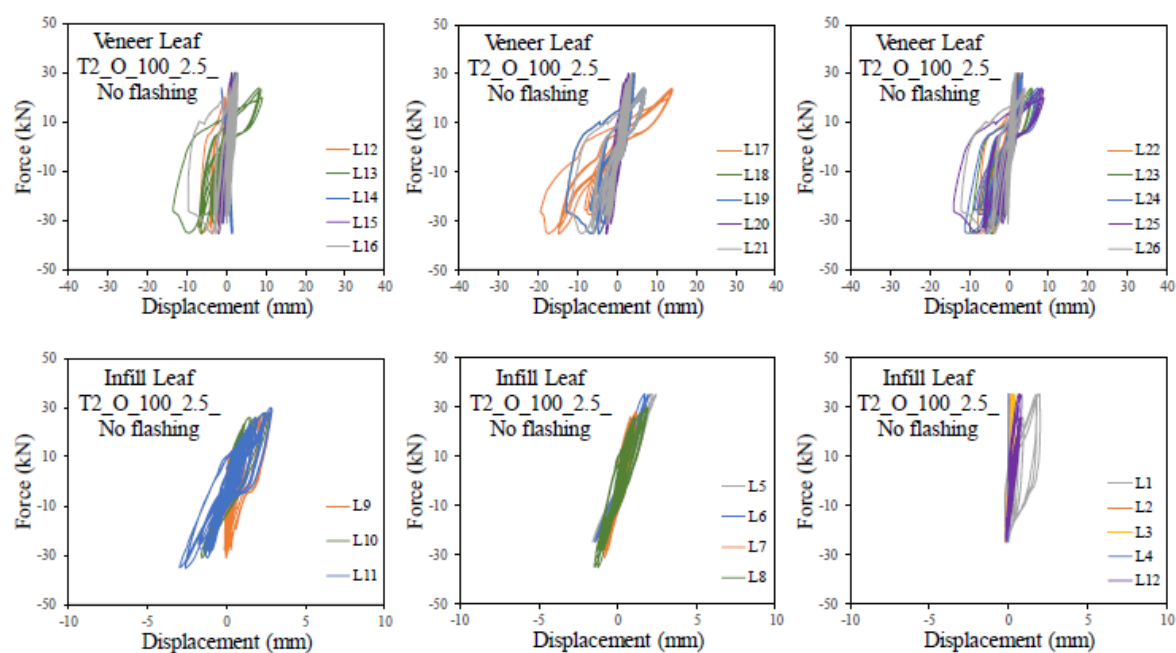 Veneer Leaf
T2_O_100_2.5_
No flashing
Force (kN)
50
30
10
-10
-30
-50
L12
L13
L14
L15
L16
-40 -30 -20 -10 0 10 20 30 40
Displacement (mm)
Veneer Leaf
T2_O_100_2.5_
No flashing
Force (kN)
50
30
10
-10
-30
-50
L17
L18
L19
L20
L21
-40 -30 -20 -10 0 10 20 30 40
Displacement (mm)
Veneer Leaf
T2_O_100_2.5_
No flashing
Force (kN)
50
30
10
-10
-30
-50
L22
L23
L24
L25
L26
-40 -30 -20 -10 0 10 20 30 40
Displacement (mm)
Infill Leaf
T2_O_100_2.5_
No flashing
Force (kN)
50
30
10
-10
-30
-50
L9
L10
L11
-10 -5 0 5 10
Displacement (mm)
Infill Leaf
T2_O_100_2.5_
No flashing
Force (kN)
50
30
10
-10
-30
-50
L5
L6
L7
L8
-10 -5 0 5 10
Displacement (mm)
Infill Leaf
T2_O_100_2.5_
No flashing
Force (kN)
50
30
10
-10
-30
-50
L1
L2
L3
L4
L12
-10 -5 0 5 10
Displacement (mm)